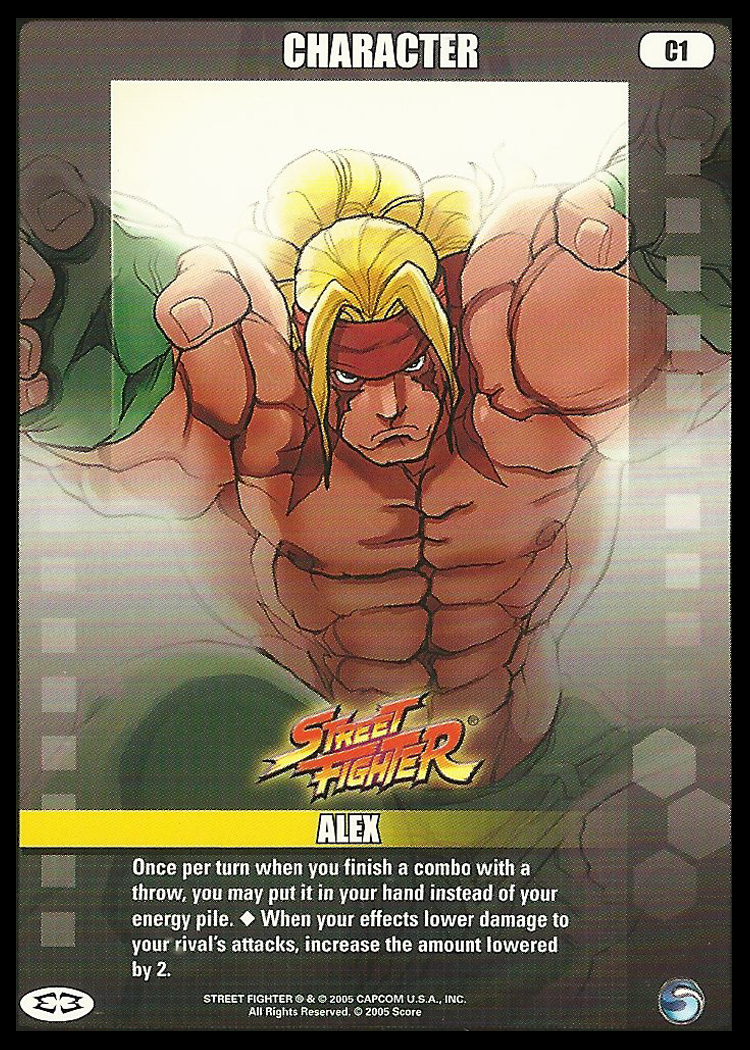 CHARACTER
C1
STREET
FIGHTER®
ALEX
Once per turn when you finish a combo with a
throw, you may put it in your hand instead of your
energy pile. ◆ When your effects lower damage to
your rival's attacks, increase the amount lowered
by 2.
STREET FIGHTER ® & © 2005 CAPCOM U.S.A., INC.
All Rights Reserved. © 2005 Score